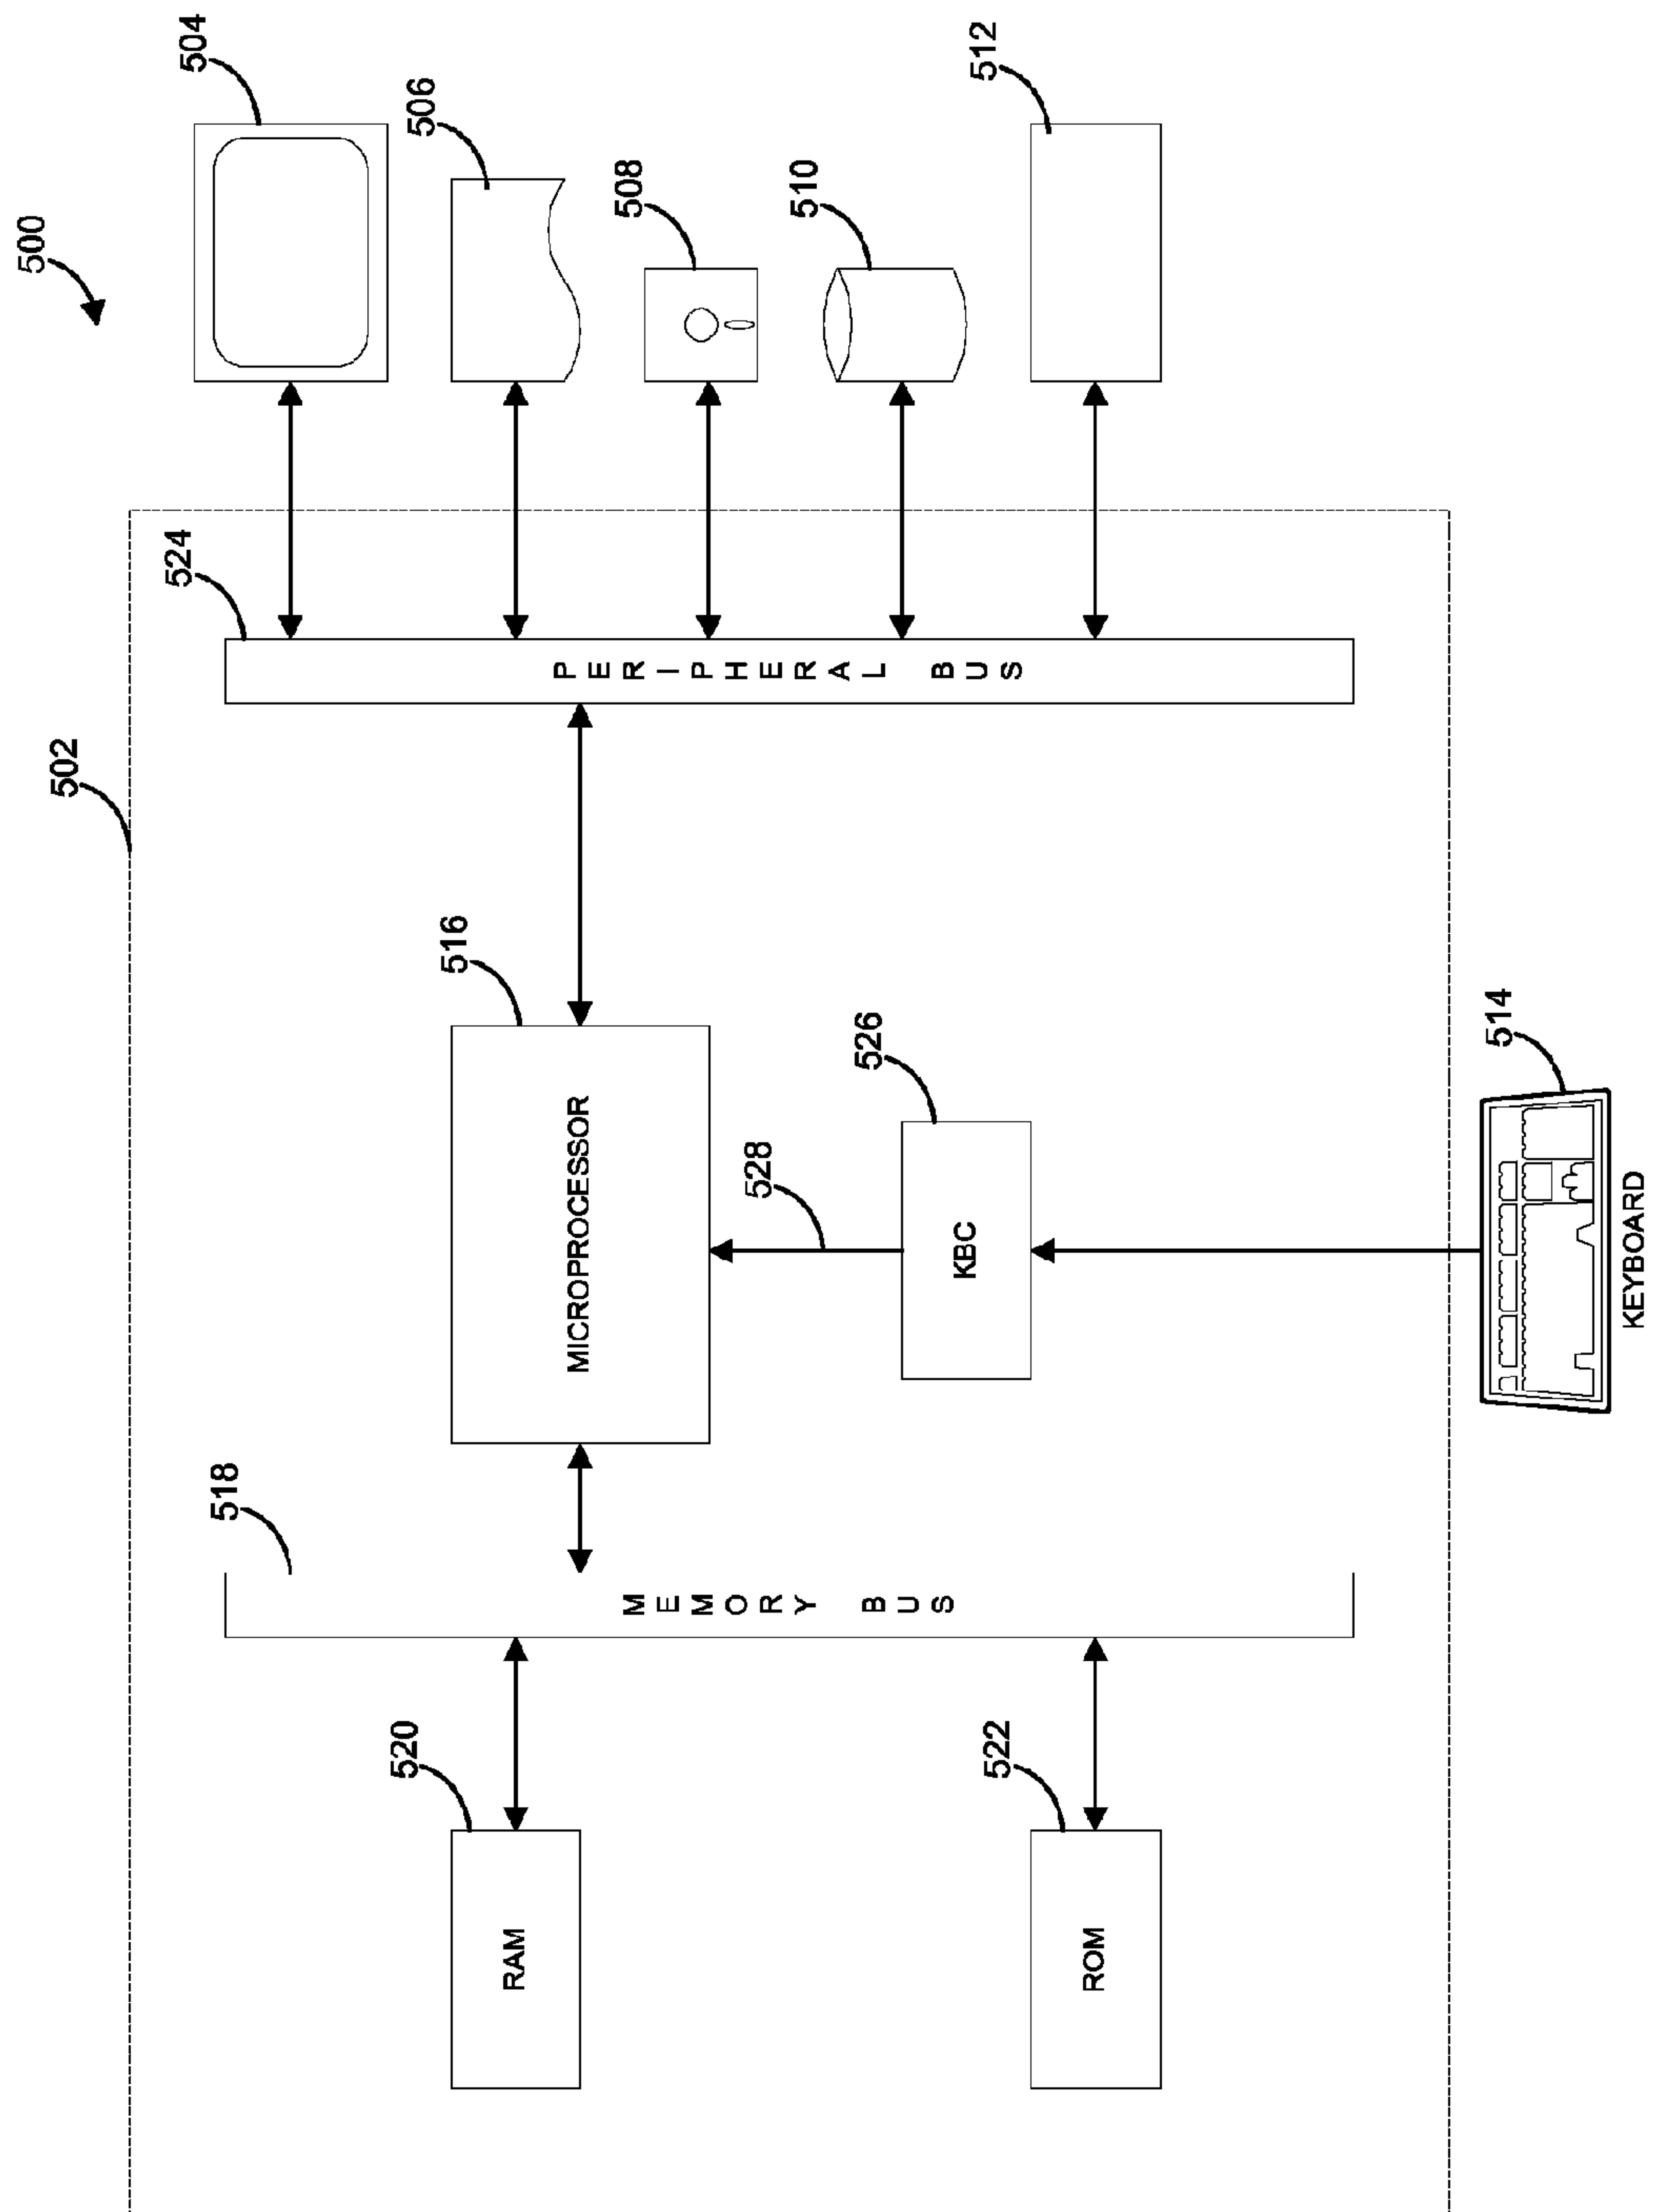 500
504
506
508
510
512
524
PERIPHERAL BUS
502
516
MICROPROCESSOR
526
KBC
528
514
KEYBOARD
518
MEMORY BUS
520
RAM
522
ROM